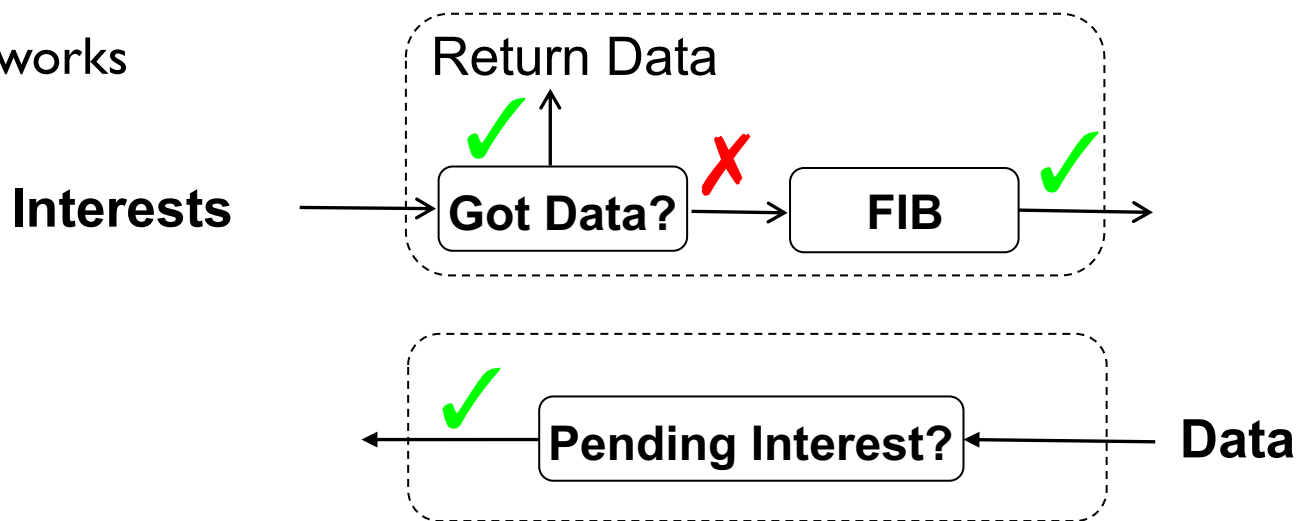 works
Return Data
Interests
Got Data?
FIB
Pending Interest?
Data